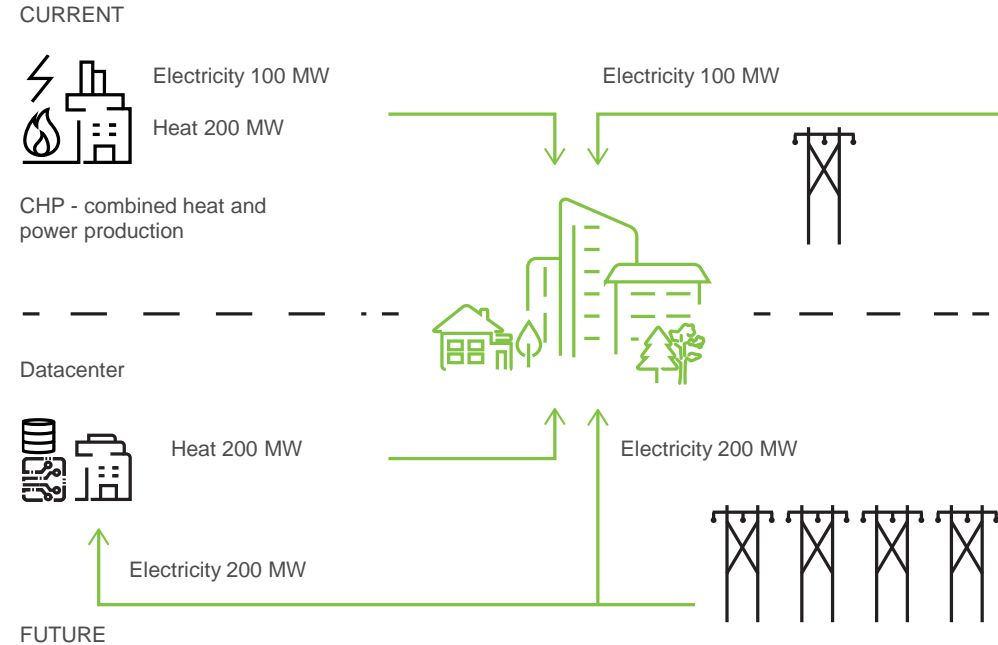 CURRENT
Electricity 100 MW
Electricity 100 MW
Heat 200 MW
CHP - combined heat and
power production
Datacenter
Heat 200 MW
Electricity 200 MW
Electricity 200 MW
FUTURE